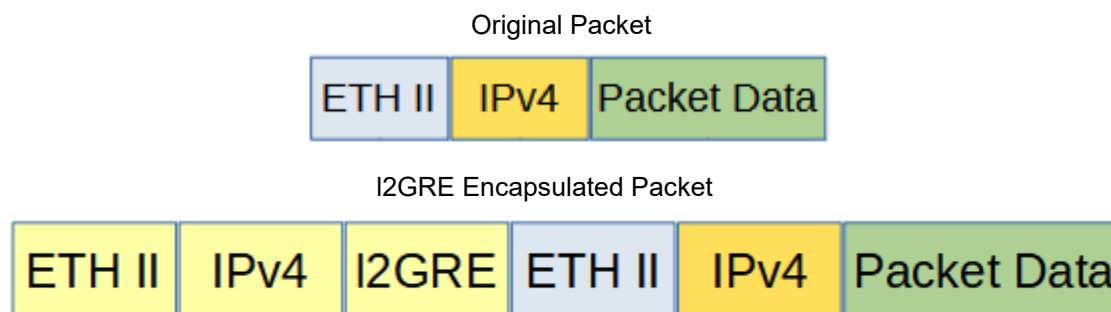 Original Packet
ETH II IPv4 Packet Data
l2GRE Encapsulated Packet
ETH II IPv4 l2GRE ETH II IPv4 Packet Data